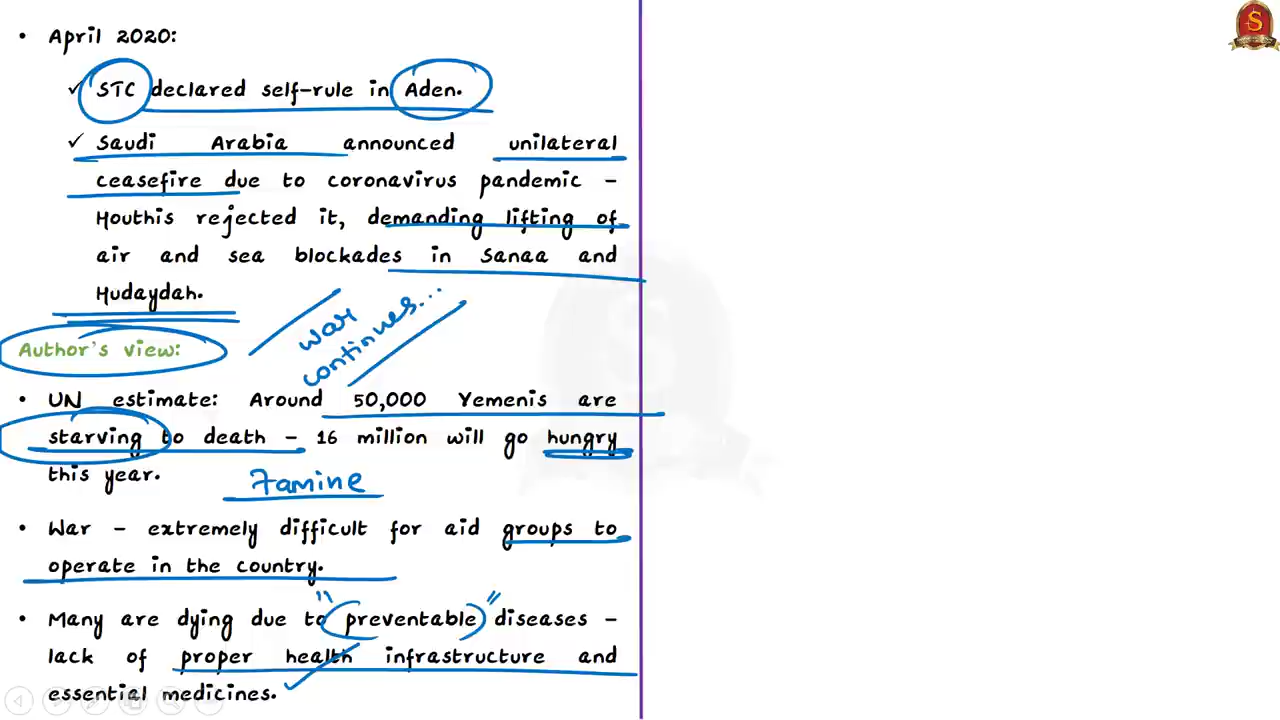 • April 2020:
✓ STC declared self-rule in Aden.
✓ Saudi Arabia announced unilateral
ceasefire due to coronavirus pandemic –
Houthis rejected it, demanding lifting of
air and sea blockades in Sanaa and
Hudaydah.
war
continues...
Author's view:
• UN estimate: Around 50,000 Yemenis are
starving to death – 16 million will go hungry
this year.
Famine
• War – extremely difficult for aid groups to
operate in the country.
• Many are dying due to "(preventable)" diseases –
lack of proper health infrastructure and
essential medicines.
S